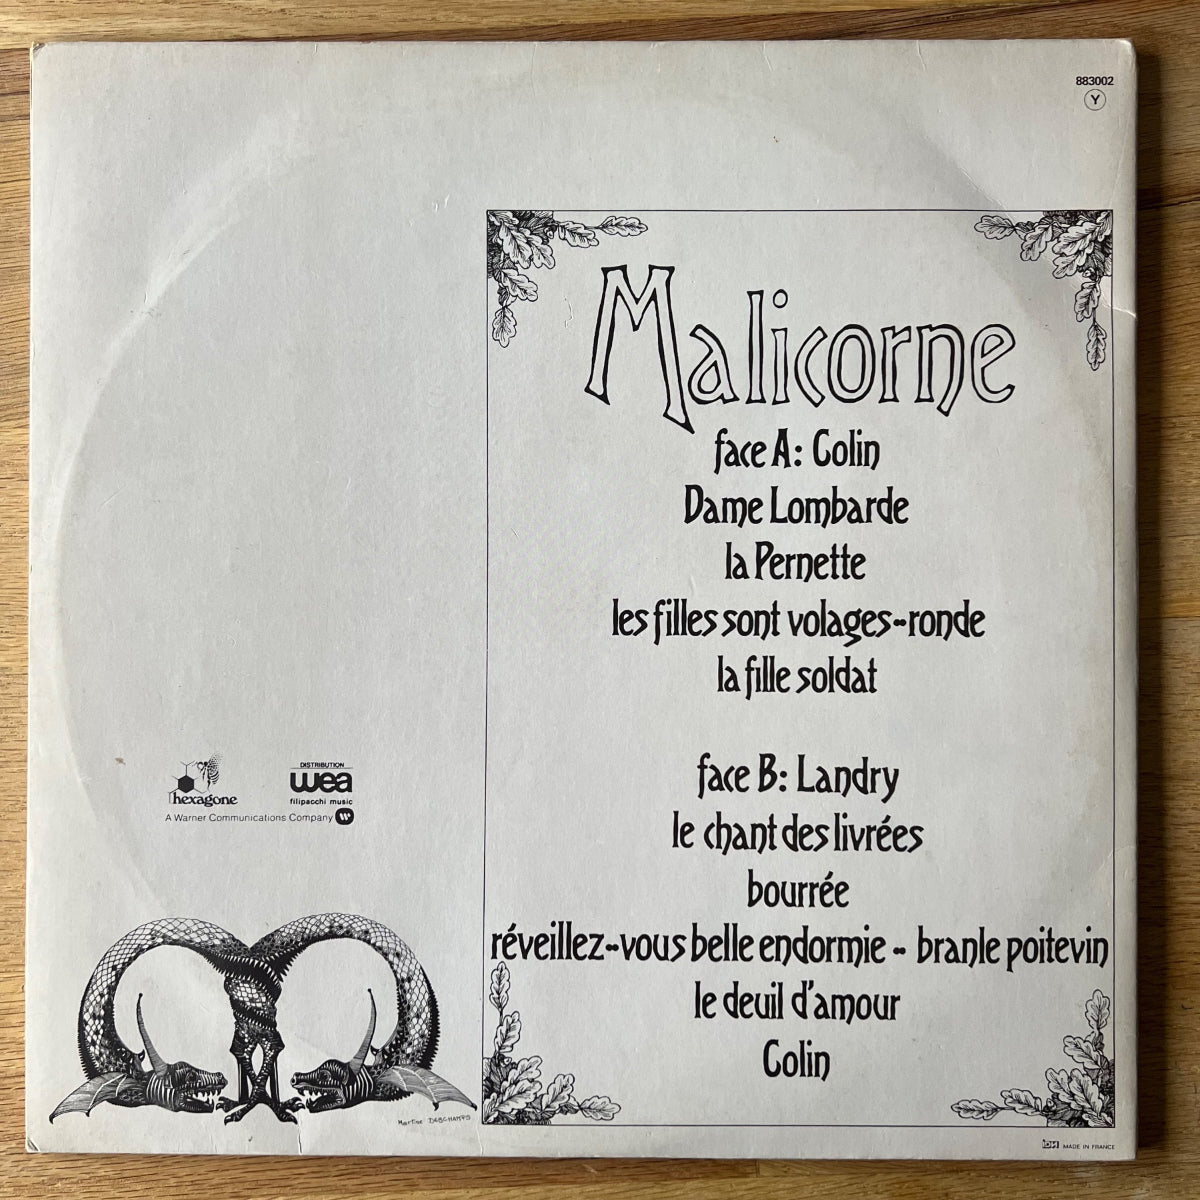 883002
Y
Malicorne
face A: Colin
Dame Lombarde
la Pernette
les filles sont volages-ronde
la fille soldat
face B: Landry
le chant des livrées
bourrée
réveillez-vous belle endormie - branle poitevin
le deuil d'amour
Colin
hexagone
DISTRIBUTION
wea
filipacchi music
A Warner Communications Company
Martine DESCHAMPS
MADE IN FRANCE